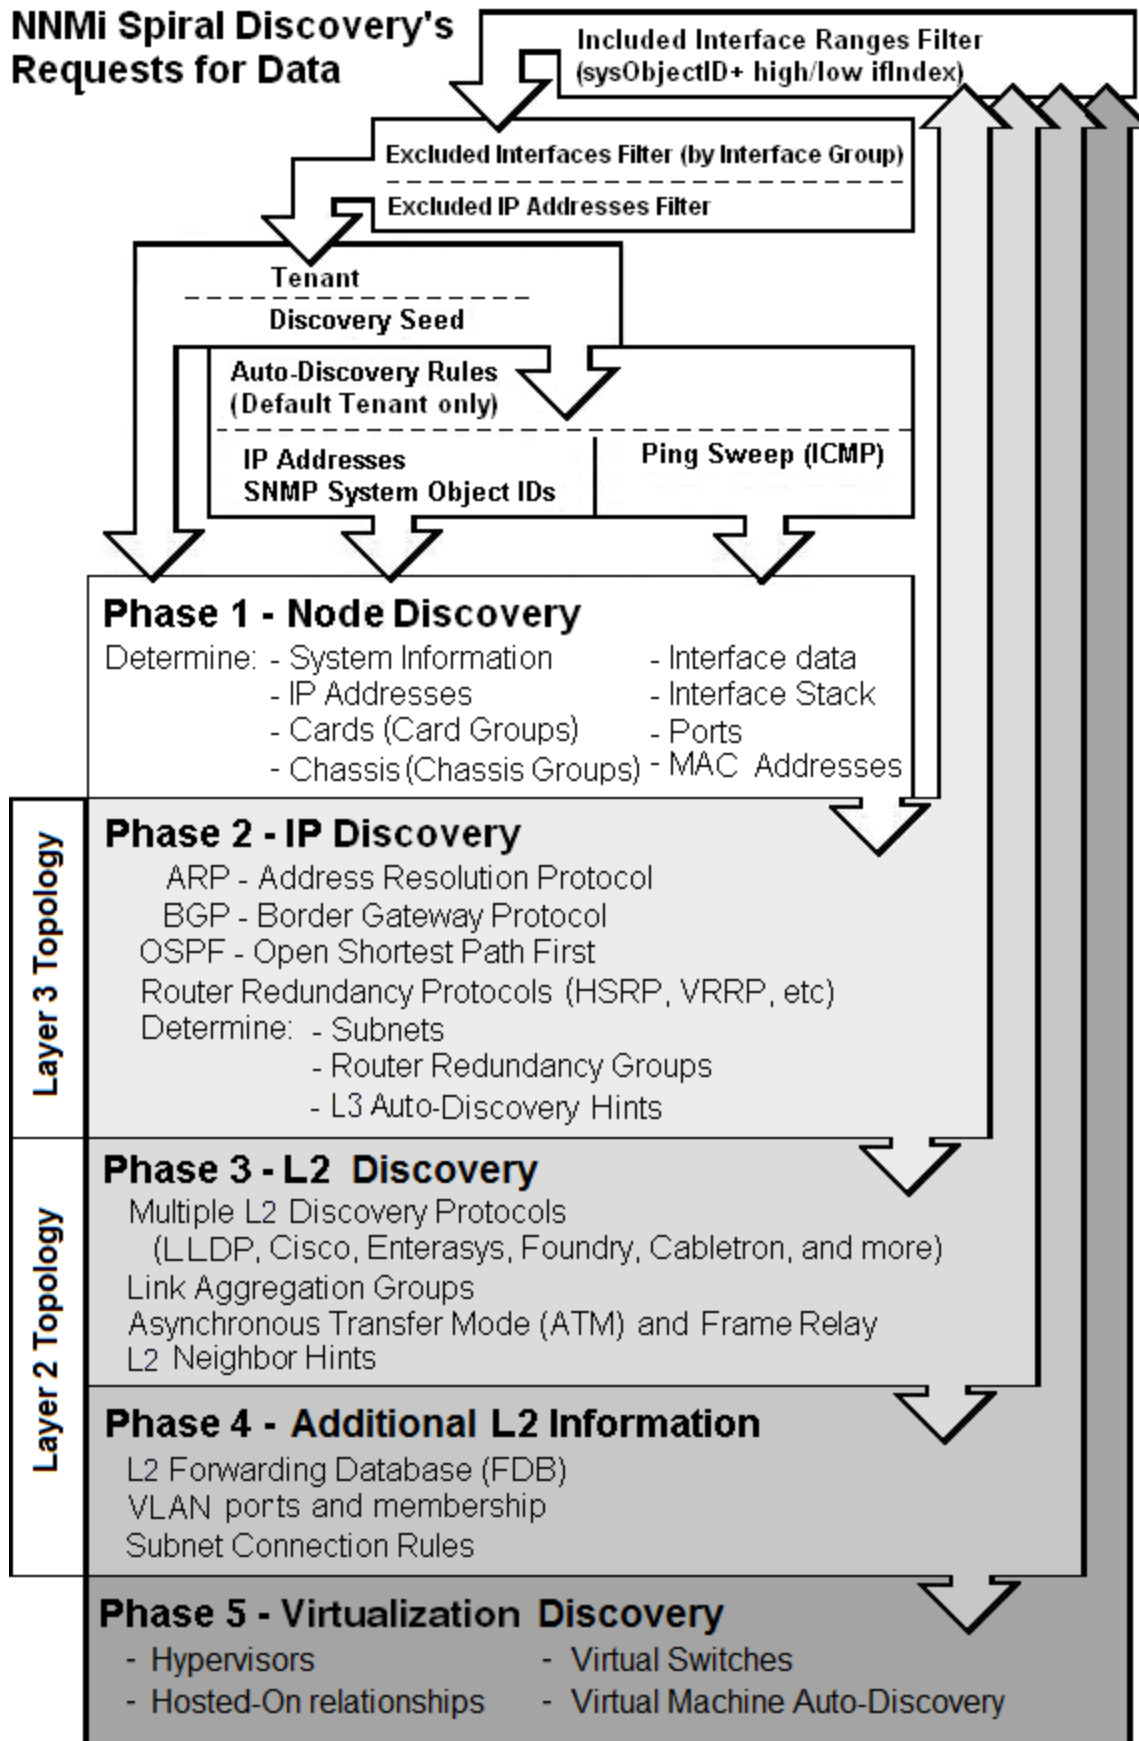 NNMi Spiral Discovery's
Requests for Data
Included Interface Ranges Filter
(sysObjectID+ high/low ifIndex)
Excluded Interfaces Filter (by Interface Group)
Excluded IP Addresses Filter
Tenant
Discovery Seed
Auto-Discovery Rules
(Default Tenant only)
IP Addresses
SNMP System Object IDs
Ping Sweep (ICMP)
Phase 1 - Node Discovery
Determine: - System Information
- IP Addresses
- Cards (Card Groups)
- Chassis (Chassis Groups)
- Interface data
- Interface Stack
- Ports
- MAC Addresses
Layer 3 Topology
Phase 2 - IP Discovery
ARP - Address Resolution Protocol
BGP - Border Gateway Protocol
OSPF - Open Shortest Path First
Router Redundancy Protocols (HSRP, VRRP, etc)
Determine: - Subnets
- Router Redundancy Groups
- L3 Auto-Discovery Hints
Layer 2 Topology
Phase 3 - L2 Discovery
Multiple L2 Discovery Protocols
(LLDP, Cisco, Enterasys, Foundry, Cabletron, and more)
Link Aggregation Groups
Asynchronous Transfer Mode (ATM) and Frame Relay
L2 Neighbor Hints
Phase 4 - Additional L2 Information
L2 Forwarding Database (FDB)
VLAN ports and membership
Subnet Connection Rules
Phase 5 - Virtualization Discovery
- Hypervisors
- Hosted-On relationships
- Virtual Switches
- Virtual Machine Auto-Discovery